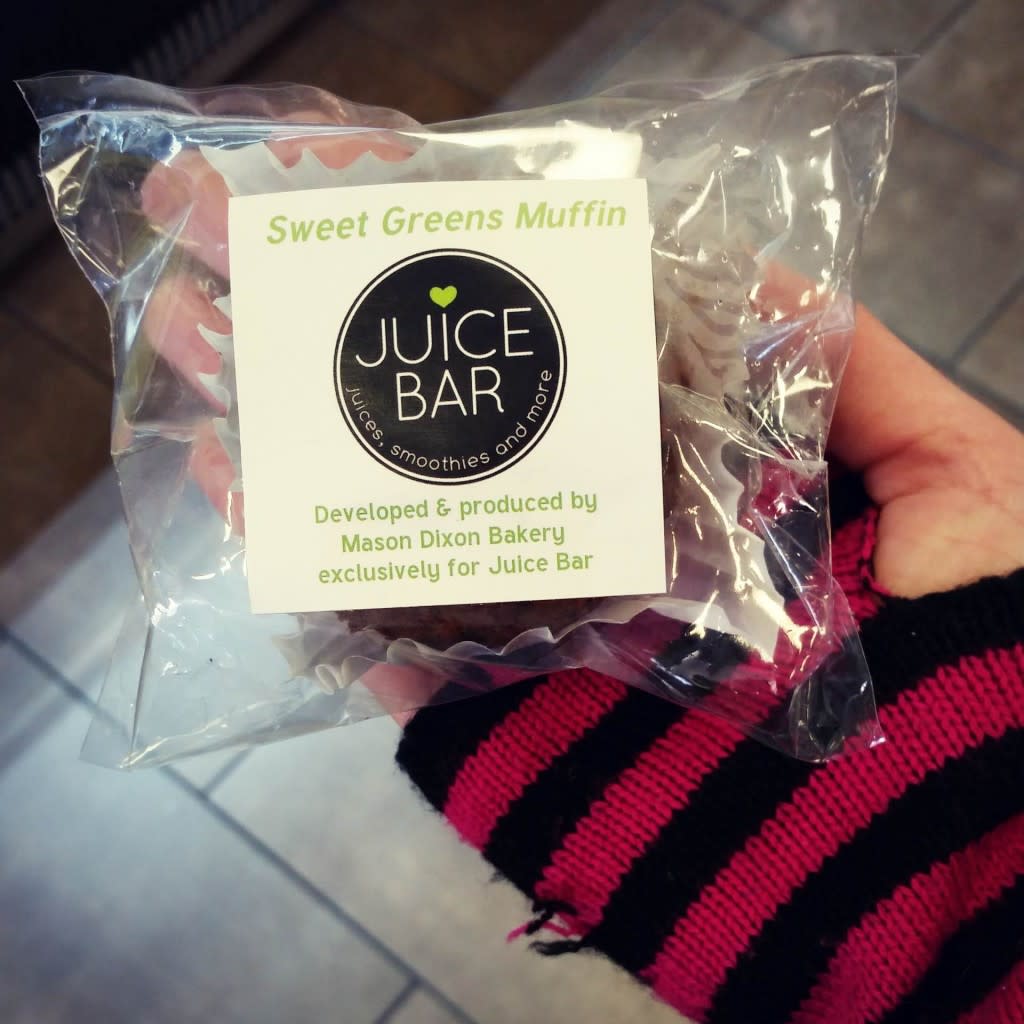 Sweet Greens Muffin
JUICE
BAR
juices, smoothies and more
Developed & produced by
Mason Dixon Bakery
exclusively for Juice Bar